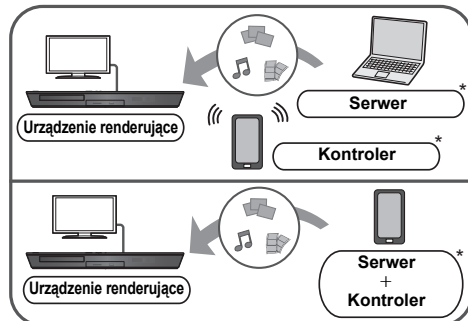 Serwer *
Urządzenie renderujące
Kontroler *
Urządzenie renderujące
Serwer *
+
Kontroler